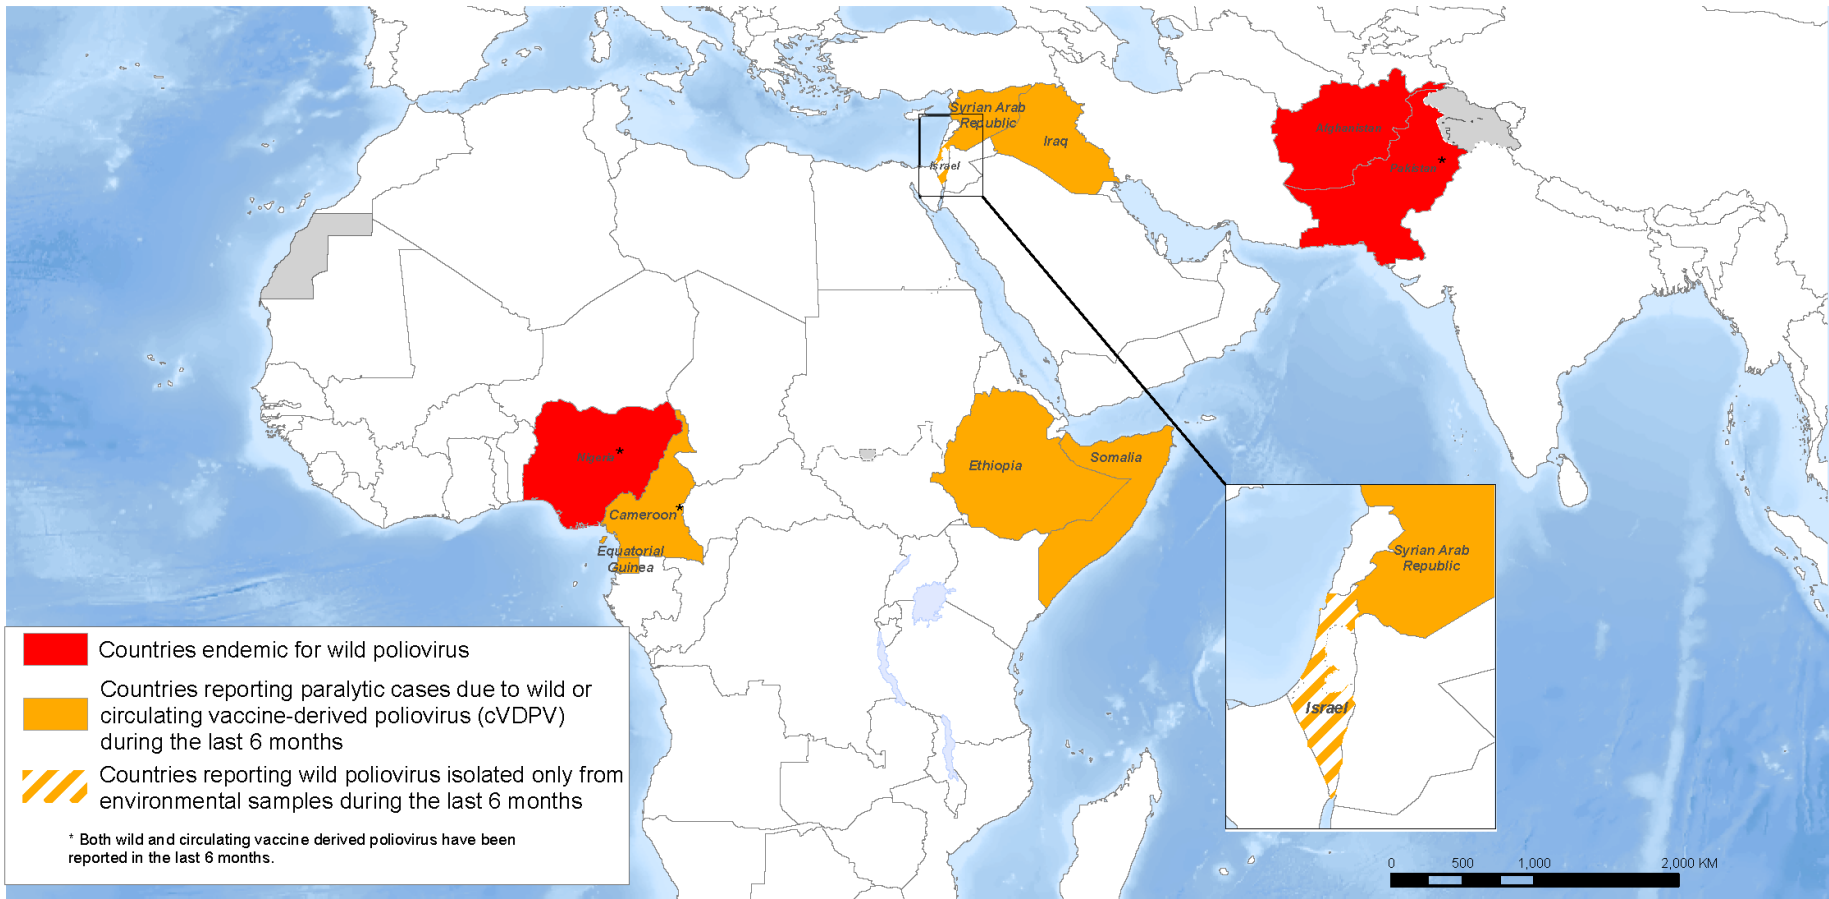 Syrian Arab
Republic
Iraq
Israel
Afghanistan
Pakistan *
Nigeria *
Cameroon *
Equatorial
Guinea
Ethiopia
Somalia
Syrian Arab
Republic
Israel
Countries endemic for wild poliovirus
Countries reporting paralytic cases due to wild or
circulating vaccine-derived poliovirus (cVDPV)
during the last 6 months
Countries reporting wild poliovirus isolated only from
environmental samples during the last 6 months
* Both wild and circulating vaccine derived poliovirus have been
reported in the last 6 months.
0 500 1,000 2,000 KM